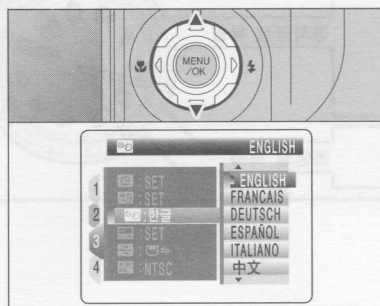 MENU
/OK
ENGLISH
1
: SET
: SET
2
: 한글
3
: SET
:
4
: NTSC
ENGLISH
FRANCAIS
DEUTSCH
ESPAÑOL
ITALIANO
中文